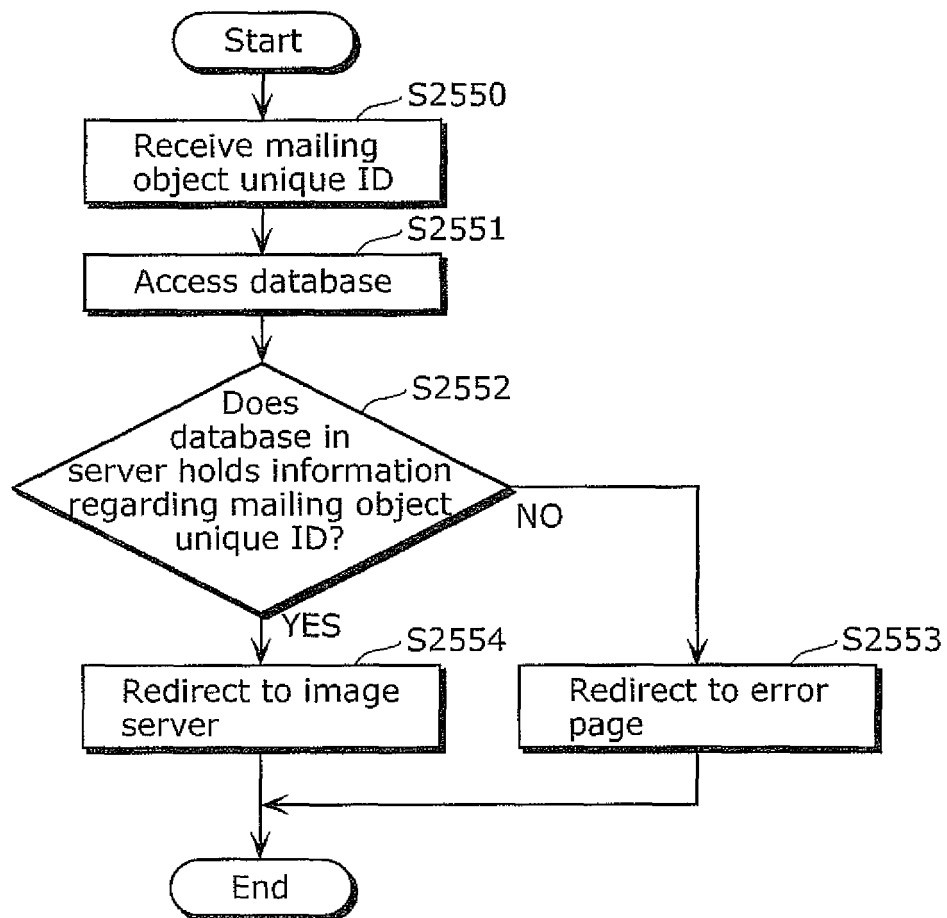 Start
S2550
Receive mailing
object unique ID
S2551
Access database
S2552
Does
database in
server holds information
regarding mailing object
unique ID?
NO
YES
S2554
Redirect to image
server
S2553
Redirect to error
page
End